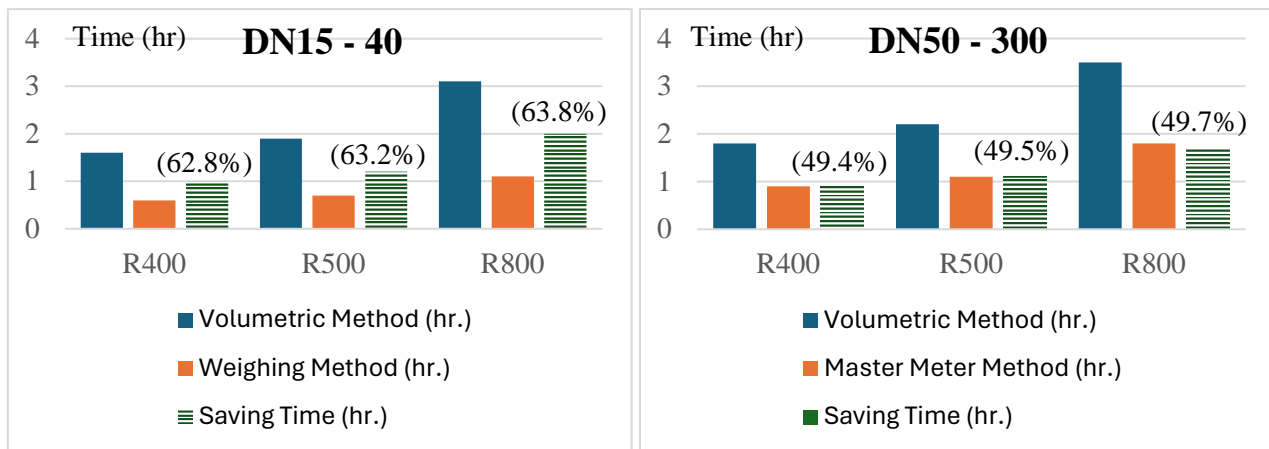 Time (hr) DN15 - 40
4
3
2
1
0
(62.8%)
(63.2%)
(63.8%)
R400 R500 R800
Volumetric Method (hr.)
Weighing Method (hr.)
Saving Time (hr.)
Time (hr) DN50 - 300
4
3
2
1
0
(49.4%)
(49.5%)
(49.7%)
R400 R500 R800
Volumetric Method (hr.)
Master Meter Method (hr.)
Saving Time (hr.)